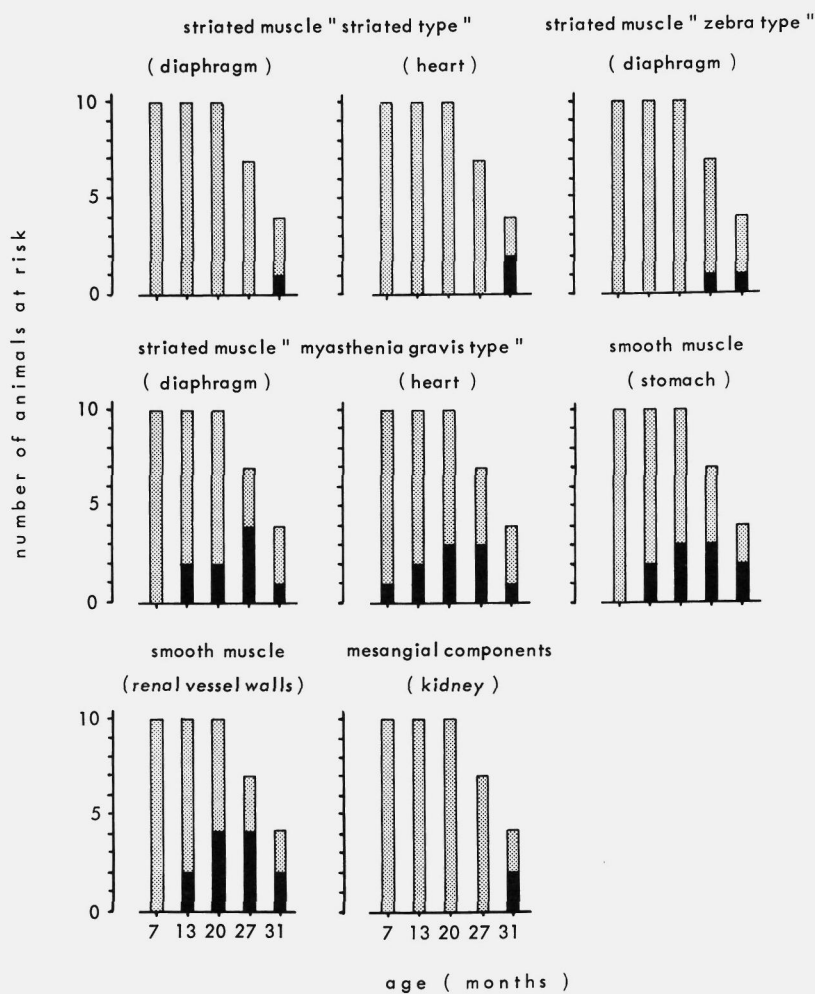 striated muscle " striated type "
striated muscle " zebra type "
( diaphragm )
( heart )
( diaphragm )
10
5
0
number of animals at risk
striated muscle " myasthenia gravis type "
smooth muscle
( diaphragm )
( heart )
( stomach )
10
5
0
smooth muscle
mesangial components
( renal vessel walls )
( kidney )
10
5
0
7 13 20 27 31
7 13 20 27 31
age ( months )